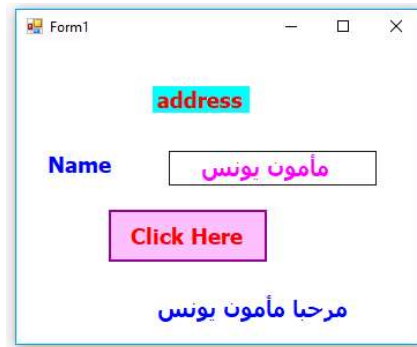 Form1
address
Name مأمون يونس
Click Here
مرحبا مأمون يونس